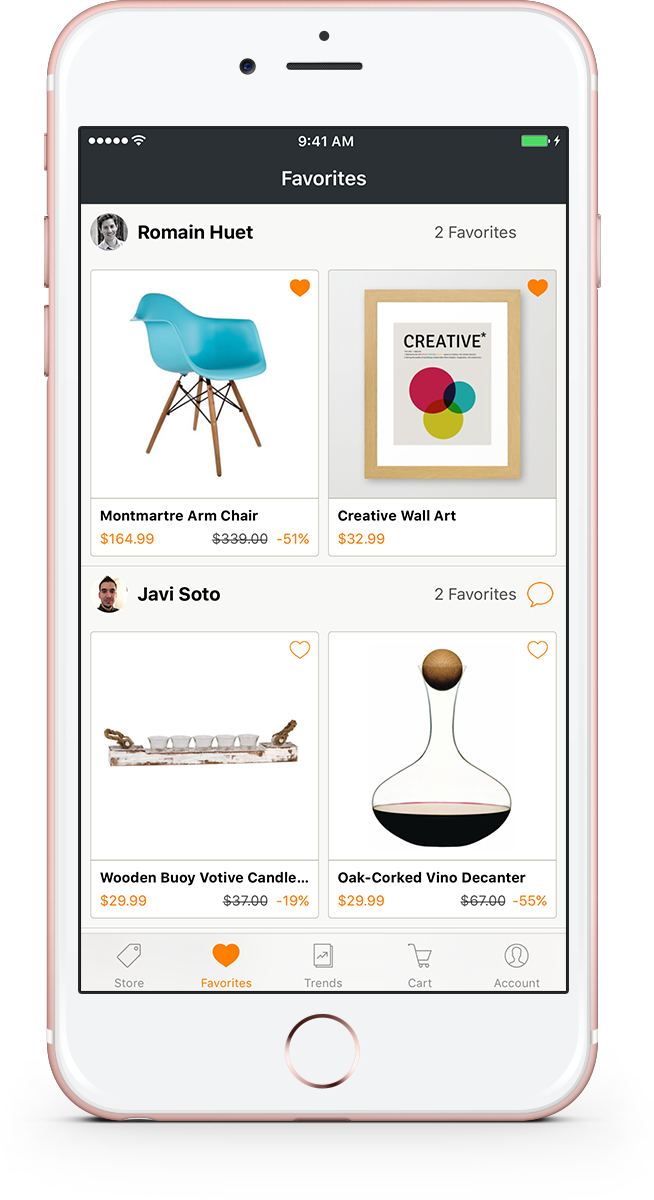 9:41 AM
Favorites
Romain Huet 2 Favorites
CREATIVE*
Montmartre Arm Chair
$164.99 $339.00 -51%
Creative Wall Art
$32.99
Javi Soto 2 Favorites
Wooden Buoy Votive Candle...
$29.99 $37.00 -19%
Oak-Corked Vino Decanter
$29.99 $67.00 -55%
Store Favorites Trends Cart Account